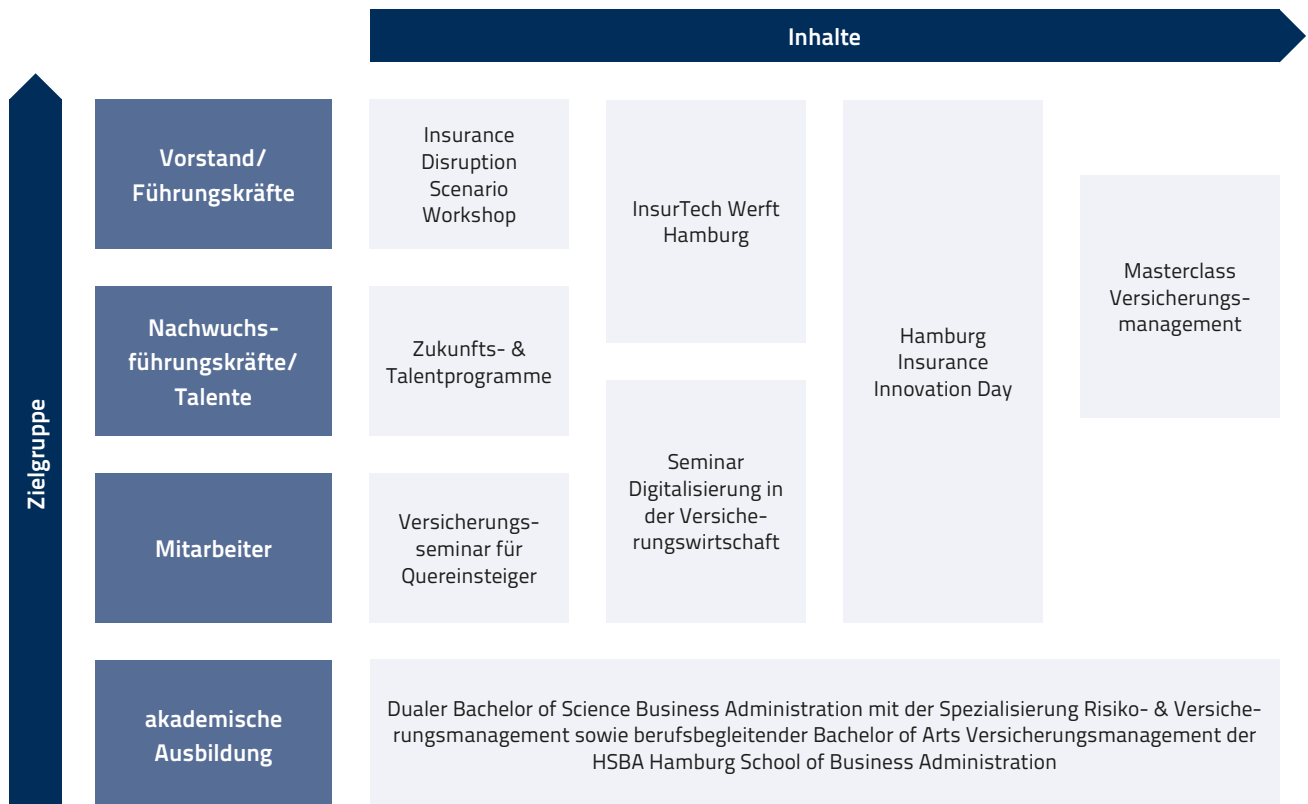 Inhalte
Zielgruppe
Vorstand/
Führungskräfte
Insurance
Disruption
Scenario
Workshop
InsurTech Werft
Hamburg
Hamburg
Insurance
Innovation Day
Masterclass
Versicherungs-
management
Nachwuchs-
führungskräfte/
Talente
Zukunfts- &
Talentprogramme
Seminar
Digitalisierung in
der Versiche-
rungswirtschaft
Mitarbeiter
Versicherungs-
seminar für
Quereinsteiger
akademische
Ausbildung
Dualer Bachelor of Science Business Administration mit der Spezialisierung Risiko- & Versiche-
rungsmanagement sowie berufsbegleitender Bachelor of Arts Versicherungsmanagement der
HSBA Hamburg School of Business Administration